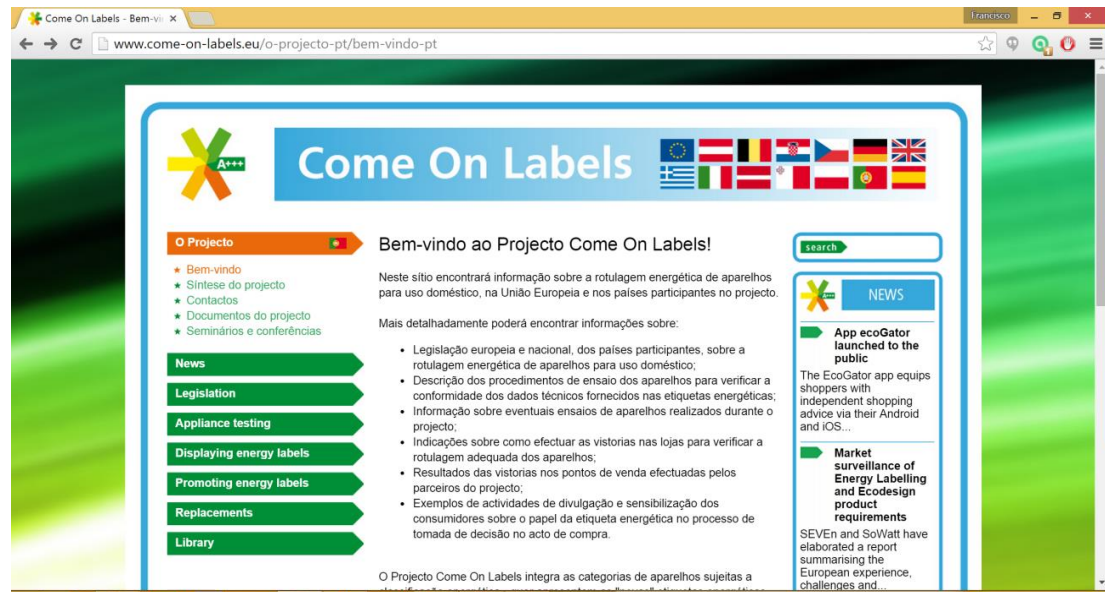 Come On Labels - Bem-vi
Francisco
www.come-on-labels.eu/o-projecto-pt/bem-vindo-pt
A+++
Come On Labels
O Projecto
Bem-vindo
Síntese do projecto
Contactos
Documentos do projecto
Seminários e conferências
News
Legislation
Appliance testing
Displaying energy labels
Promoting energy labels
Replacements
Library
Bem-vindo ao Projecto Come On Labels!
Neste sítio encontrará informação sobre a rotulagem energética de aparelhos
para uso doméstico, na União Europeia e nos países participantes no projecto.
Mais detalhadamente poderá encontrar informações sobre:
Legislação europeia e nacional, dos países participantes, sobre a
rotulagem energética de aparelhos para uso doméstico;
Descrição dos procedimentos de ensaio dos aparelhos para verificar a
conformidade dos dados técnicos fornecidos nas etiquetas energéticas;
Informação sobre eventuais ensaios de aparelhos realizados durante o
projecto;
Indicações sobre como efectuar as vistorias nas lojas para verificar a
rotulagem adequada dos aparelhos;
Resultados das vistorias nos pontos de venda efectuadas pelos
parceiros do projecto;
Exemplos de actividades de divulgação e sensibilização dos
consumidores sobre o papel da etiqueta energética no processo de
tomada de decisão no acto de compra.
O Projecto Come On Labels integra as categorias de aparelhos sujeitas a
search
NEWS
App ecoGator
launched to the
public
The EcoGator app equips
shoppers with
independent shopping
advice via their Android
and iOS...
Market
surveillance of
Energy Labelling
and Ecodesign
product
requirements
SEVEn and SoWatt have
elaborated a report
summarising the
European experience,
challenges and...